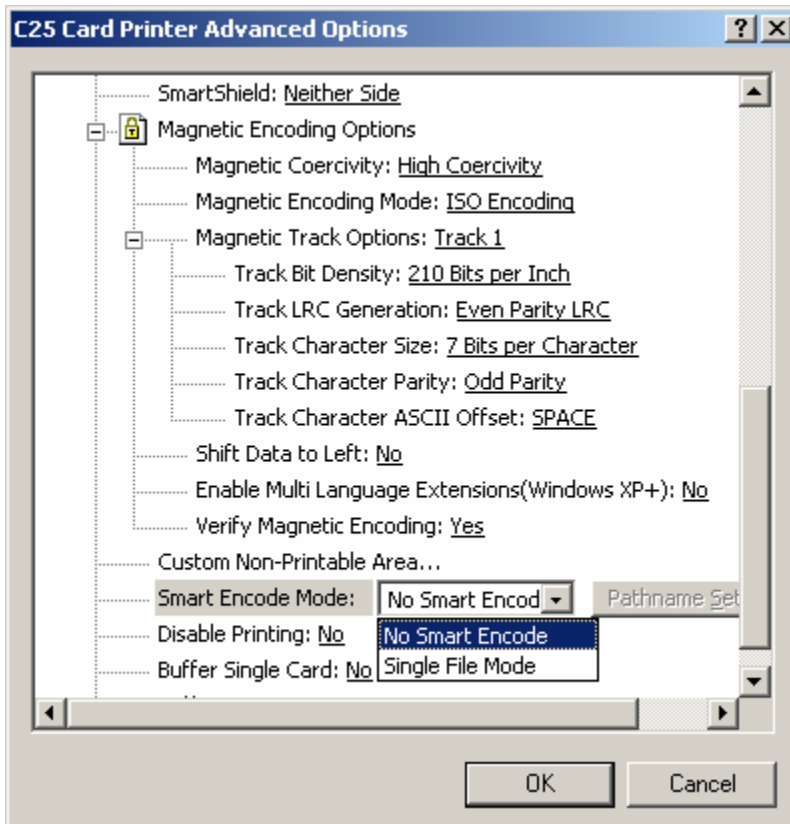 C25 Card Printer Advanced Options
SmartShield: Neither Side
Magnetic Encoding Options
Magnetic Coercivity: High Coercivity
Magnetic Encoding Mode: ISO Encoding
Magnetic Track Options: Track 1
Track Bit Density: 210 Bits per Inch
Track LRC Generation: Even Parity LRC
Track Character Size: 7 Bits per Character
Track Character Parity: Odd Parity
Track Character ASCII Offset: SPACE
Shift Data to Left: No
Enable Multi Language Extensions(Windows XP+): No
Verify Magnetic Encoding: Yes
Custom Non-Printable Area...
Smart Encode Mode: No Smart Encod Pathname Set
Disable Printing: No
No Smart Encode
Buffer Single Card: No
Single File Mode
OK Cancel